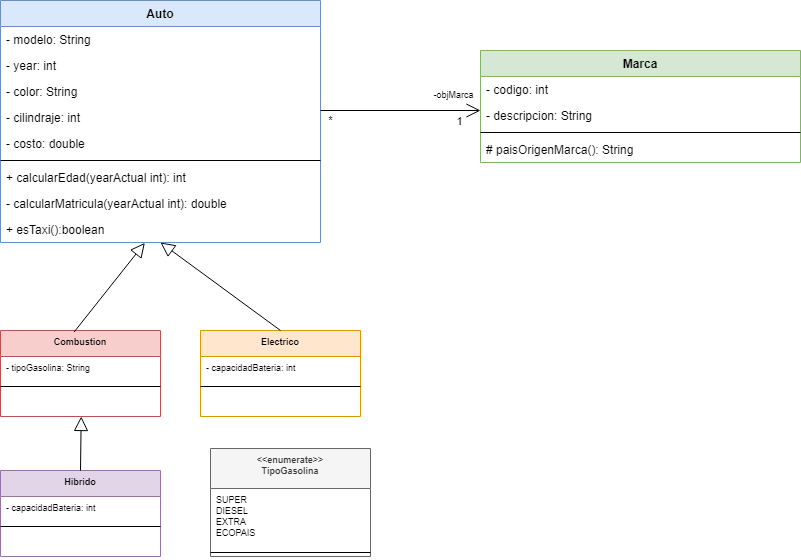 Auto
- modelo: String
- year: int
- color: String
- cilindraje: int
- costo: double
+ calcularEdad(yearActual int): int
- calcularMatricula(yearActual int): double
+ esTaxi():boolean
-objMarca
*
1
Marca
- codigo: int
- descripcion: String
# paisOrigenMarca(): String
Combustion
- tipoGasolina: String
Electrico
- capacidadBateria: int
Hibrido
- capacidadBateria: int
<<enumerate>>
TipoGasolina
SUPER
DIESEL
EXTRA
ECOPAIS